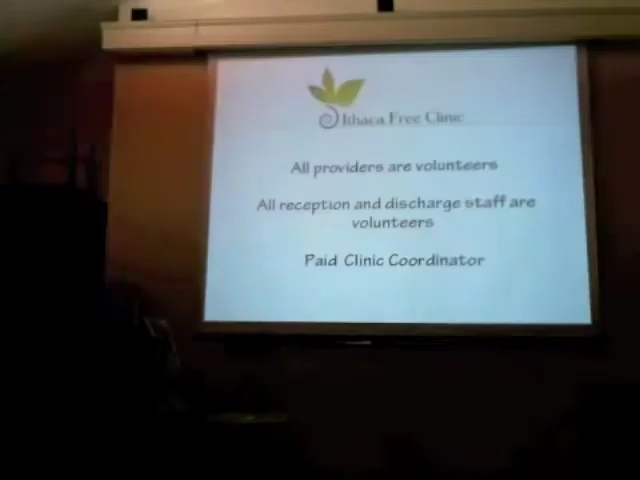 Ithaca Free Clinic
All providers are volunteers
All reception and discharge staff are
volunteers
Paid Clinic Coordinator